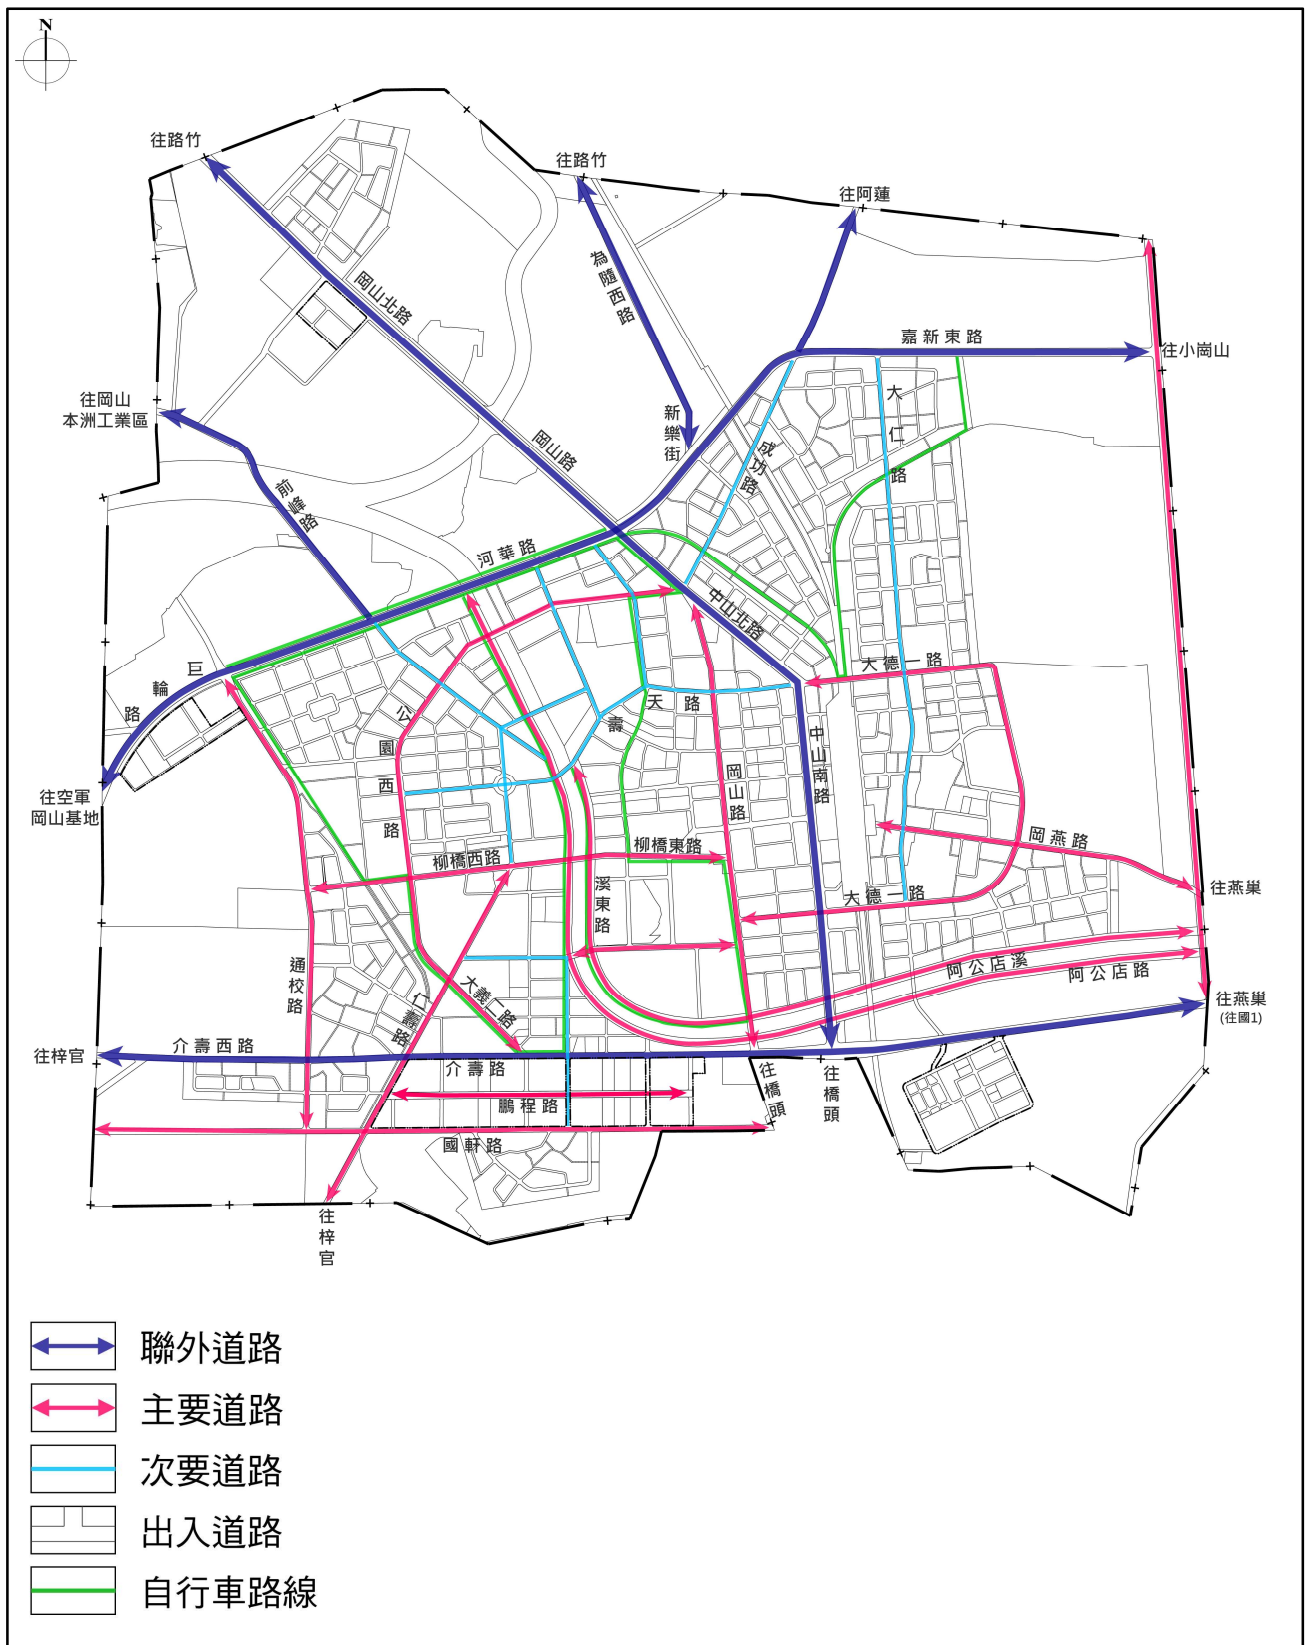 N
往路竹
往路竹
往阿蓮
為隨西路
岡山北路
嘉新東路
往小崗山
往岡山
本洲工業區
大仁路
新樂街
岡山路
成功路
前峰路
河華路
中山北路
大德一路
巨輪路
公園西路
壽天路
中山南路
岡山路
往空軍
岡山基地
岡燕路
柳橋東路
柳橋西路
往燕巢
溪東路
大德一路
通校路
阿公店溪
阿公店路
大義仁路
仁壽路
往燕巢
(往國1)
介壽西路
往梓官
介壽路
往橋頭
往橋頭
鵬程路
國軒路
往梓官
聯外道路
主要道路
次要道路
出入道路
自行車路線